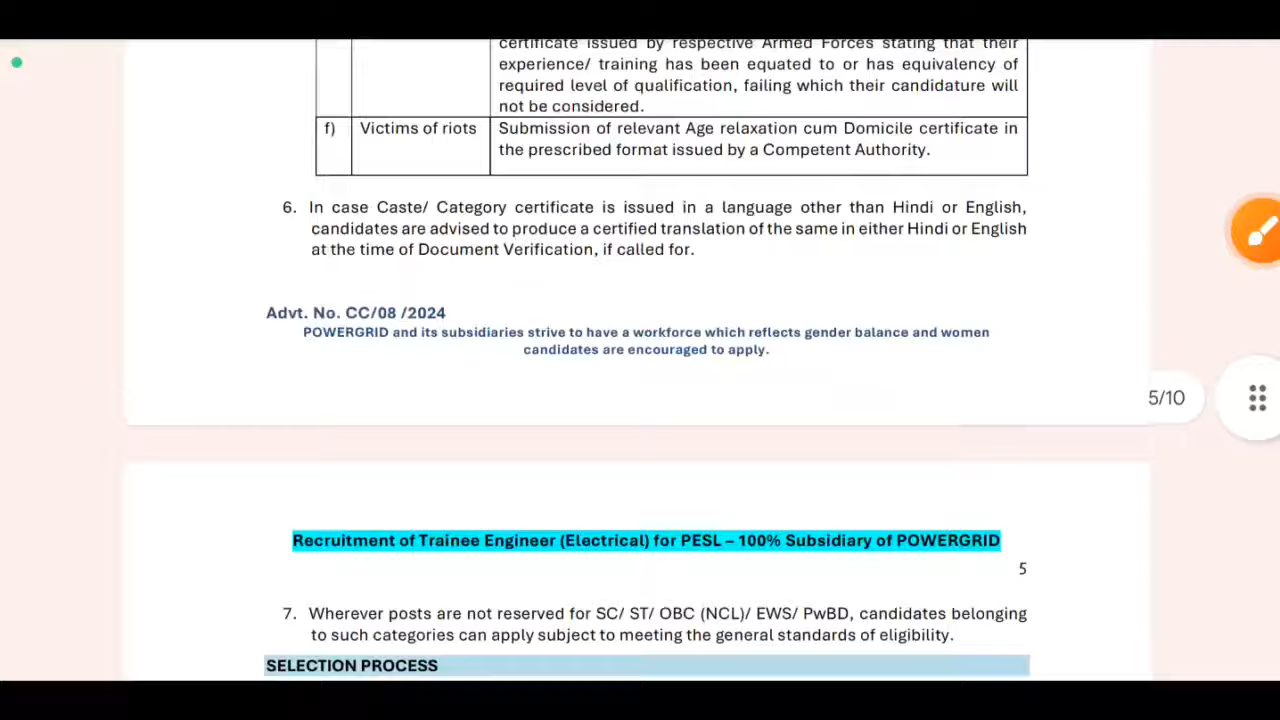 certificate issued by respective Armed Forces stating that their
experience/ training has been equated to or has equivalency of
required level of qualification, failing which their candidature will
not be considered.
f) Victims of riots Submission of relevant Age relaxation cum Domicile certificate in
the prescribed format issued by a Competent Authority.
6. In case Caste/ Category certificate is issued in a language other than Hindi or English,
candidates are advised to produce a certified translation of the same in either Hindi or English
at the time of Document Verification, if called for.
Advt. No. CC/08 /2024
POWERGRID and its subsidiaries strive to have a workforce which reflects gender balance and women
candidates are encouraged to apply.
5/10
Recruitment of Trainee Engineer (Electrical) for PESL – 100% Subsidiary of POWERGRID
5
7. Wherever posts are not reserved for SC/ ST/ OBC (NCL)/ EWS/ PwBD, candidates belonging
to such categories can apply subject to meeting the general standards of eligibility.
SELECTION PROCESS